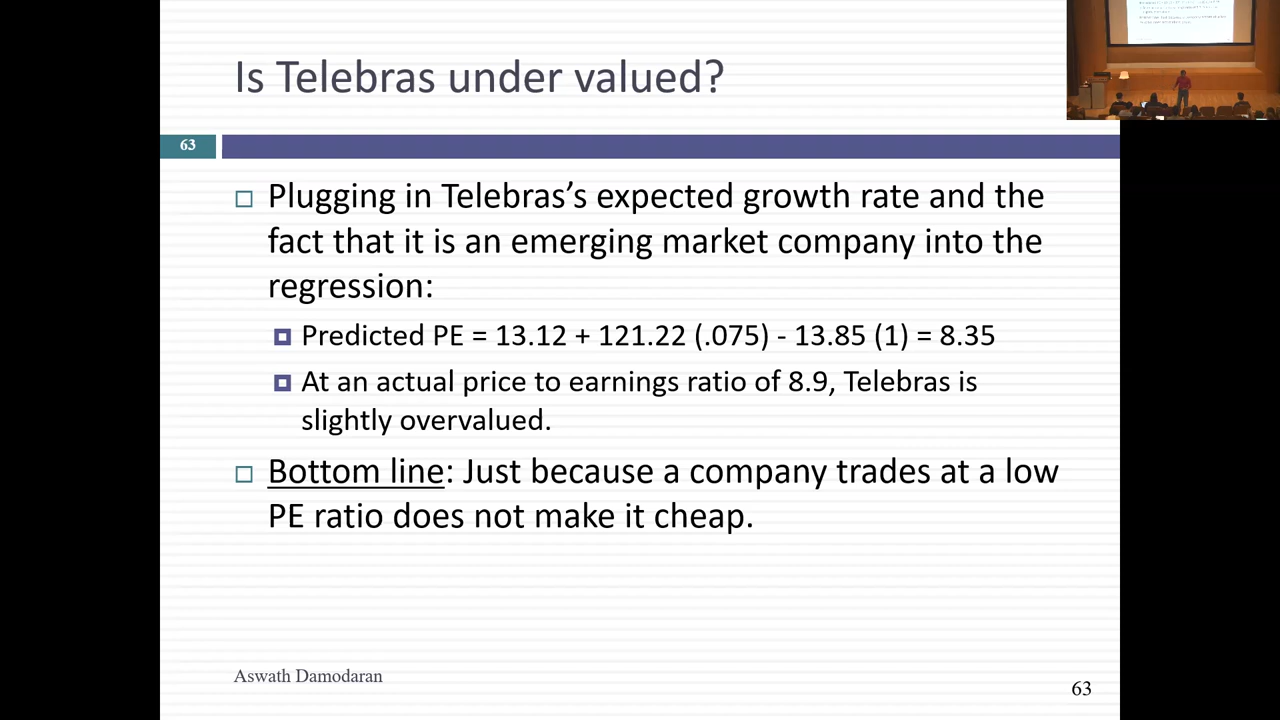 Is Telebras under valued?
63
Plugging in Telebras’s expected growth rate and the
fact that it is an emerging market company into the
regression:
Predicted PE = 13.12 + 121.22 (.075) - 13.85 (1) = 8.35
At an actual price to earnings ratio of 8.9, Telebras is
slightly overvalued.
Bottom line: Just because a company trades at a low
PE ratio does not make it cheap.
Aswath Damodaran
63